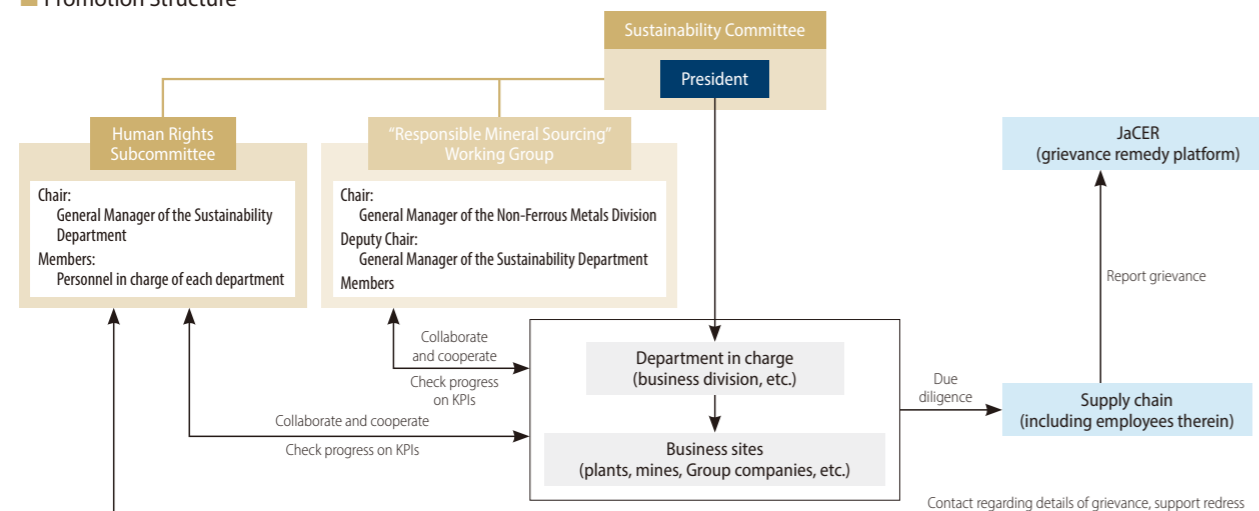 Promotion Structure
Sustainability Committee
President
Human Rights
Subcommittee
Chair:
General Manager of the Sustainability
Department
Members:
Personnel in charge of each department
"Responsible Mineral Sourcing"
Working Group
Chair:
General Manager of the Non-Ferrous Metals Division
Deputy Chair:
General Manager of the Sustainability Department
Members
JaCER
(grievance remedy platform)
Report grievance
Collaborate
and cooperate
Check progress
on KPIs
Collaborate and cooperate
Check progress on KPIs
Department in charge
(business division, etc.)
Business sites
(plants, mines, Group companies, etc.)
Due
diligence
Supply chain
(including employees therein)
Contact regarding details of grievance, support redress